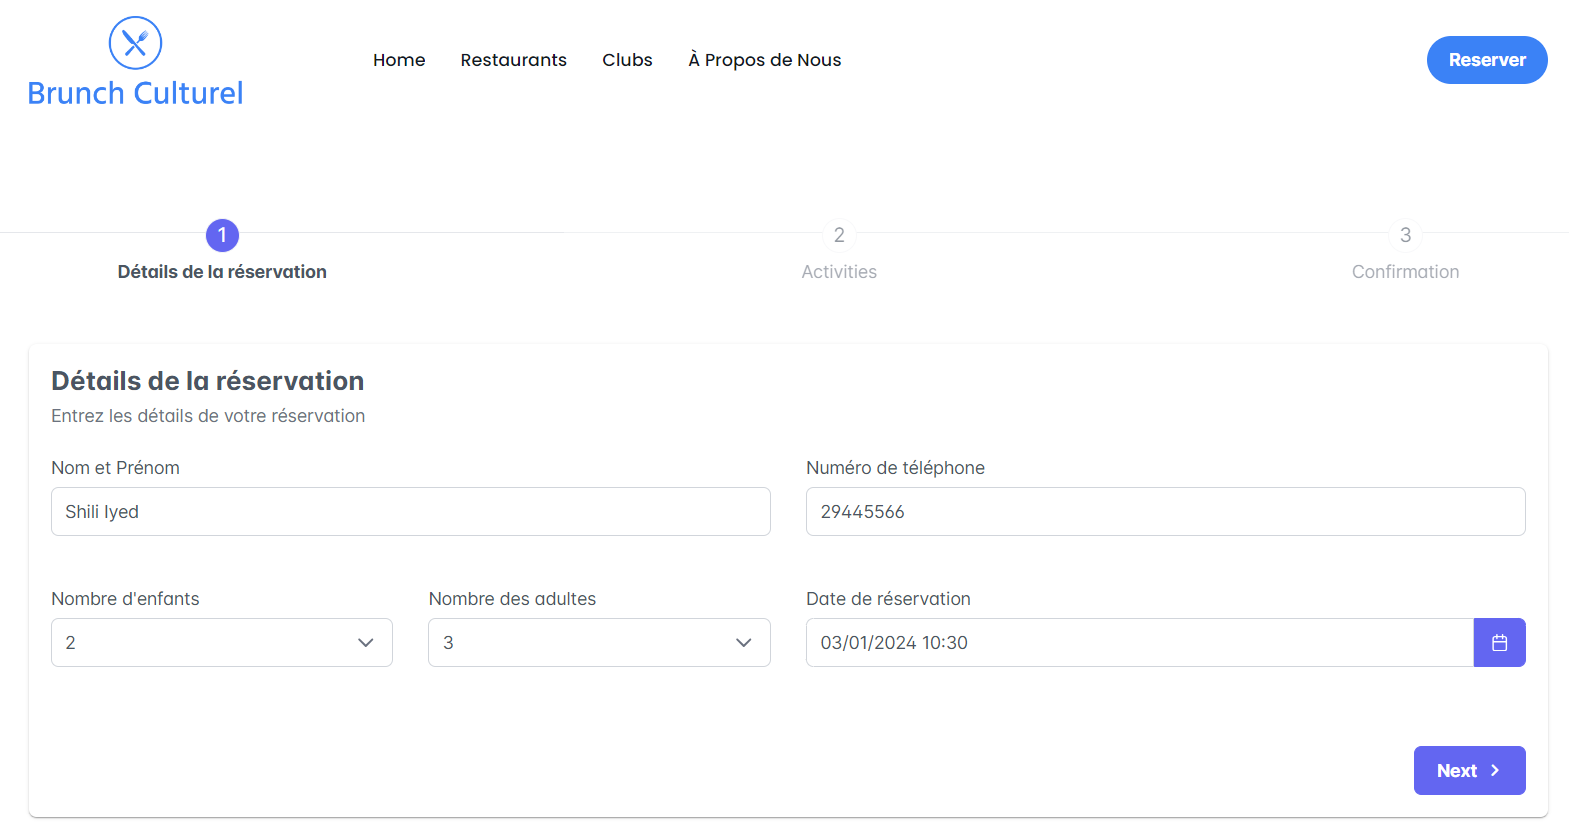 Brunch Culturel
Home Restaurants Clubs À Propos de Nous
Reserver
1 2 3
Détails de la réservation Activities Confirmation
Détails de la réservation
Entrez les détails de votre réservation
Nom et Prénom Numéro de téléphone
Shili Iyed 29445566
Nombre d'enfants Nombre des adultes Date de réservation
2 3 03/01/2024 10:30
Next